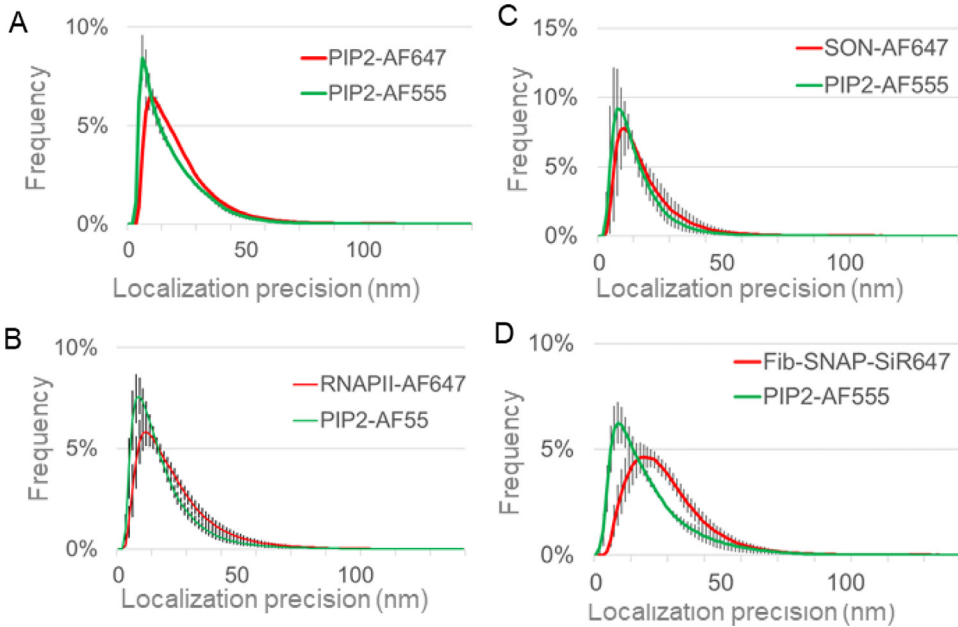 A
10%
5%
0%
Frequency
PIP2-AF647
PIP2-AF555
0 50 100
Localization precision (nm)
B
10%
5%
0%
Frequency
RNAPII-AF647
PIP2-AF55
0 50 100
Localization precision (nm)
C
15%
10%
5%
0%
Frequency
SON-AF647
PIP2-AF555
0 50 100
Localization precision (nm)
D
10%
5%
0%
Frequency
Fib-SNAP-SiR647
PIP2-AF555
0 50 100
Localization precision (nm)